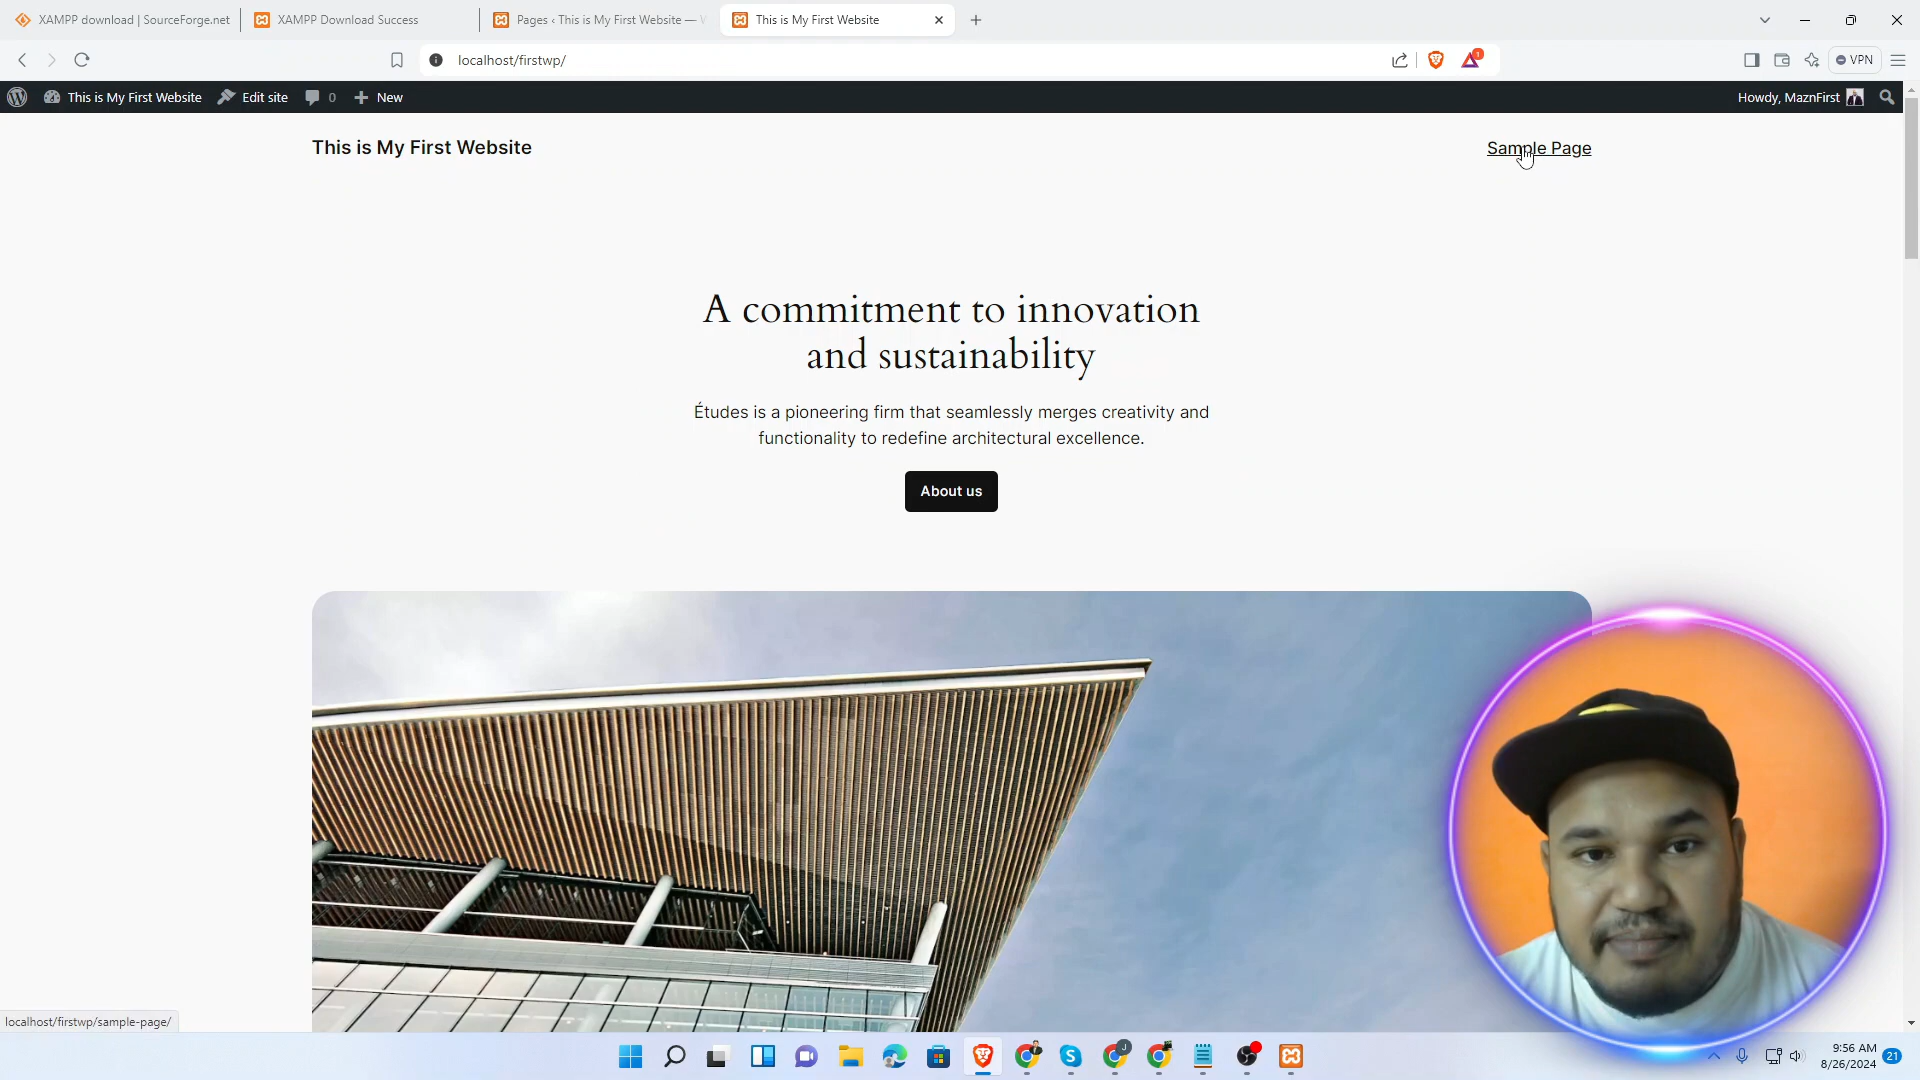 XAMPP download | SourceForge.net
XAMPP Download Success
Pages ‹ This is My First Website —
This is My First Website
localhost/firstwp/
1
VPN
This is My First Website
Edit site
0
New
Howdy, MaznFirst
This is My First Website
Sample Page
A commitment to innovation
and sustainability
Études is a pioneering firm that seamlessly merges creativity and
functionality to redefine architectural excellence.
About us
localhost/firstwp/sample-page/
J
9:56 AM
8/26/2024
21